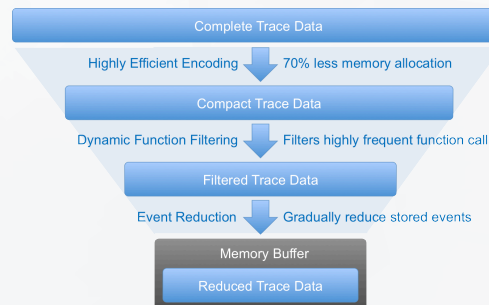 Complete Trace Data
Highly Efficient Encoding 70% less memory allocation
Compact Trace Data
Dynamic Function Filtering Filters highly frequent function call
Filtered Trace Data
Event Reduction Gradually reduce stored events
Memory Buffer
Reduced Trace Data